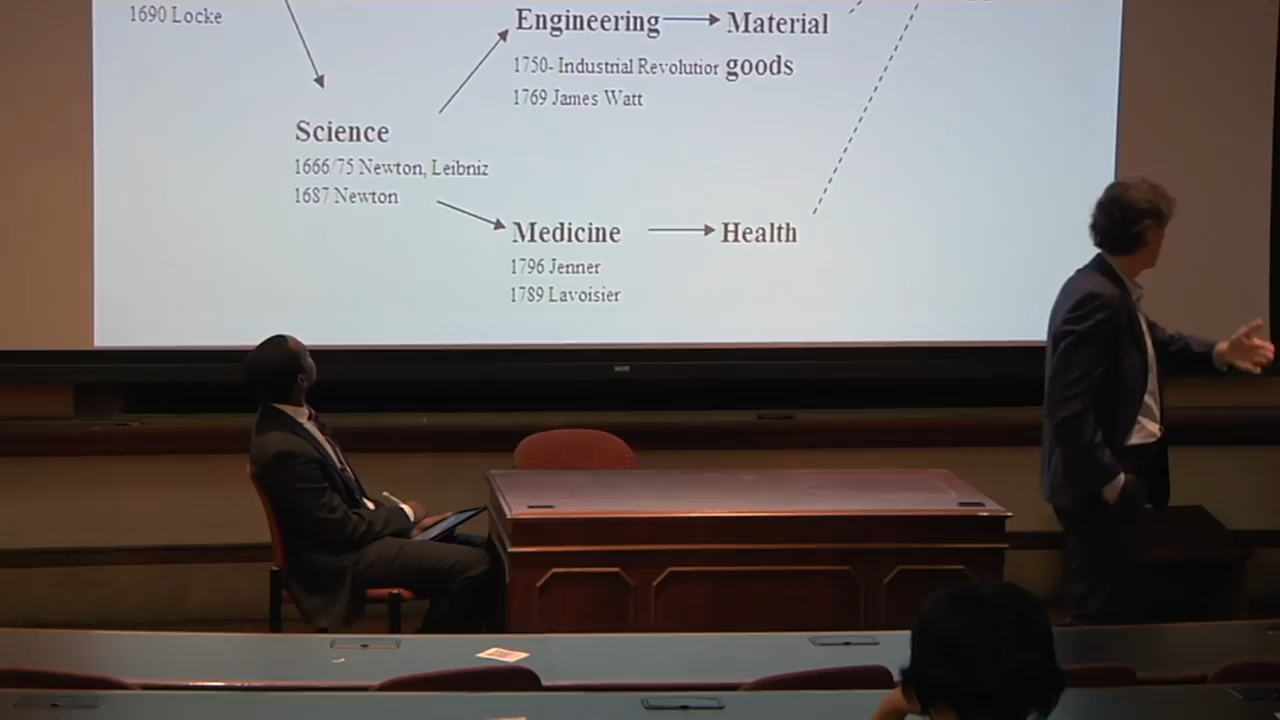 1690 Locke
Engineering
Material
1750- Industrial Revolutior
goods
1769 James Watt
Science
1666/75 Newton, Leibniz
1687 Newton
Medicine
Health
1796 Jenner
1789 Lavoisier